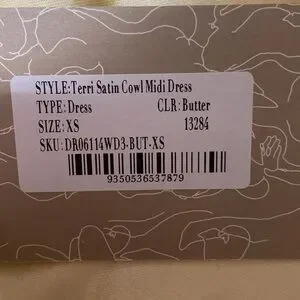 STYLE:Terri Satin Cowl Midi Dress
TYPE:Dress CLR:Butter
SIZE:XS 13284
SKU:DR06114WD3-BUT-XS
9350536537879